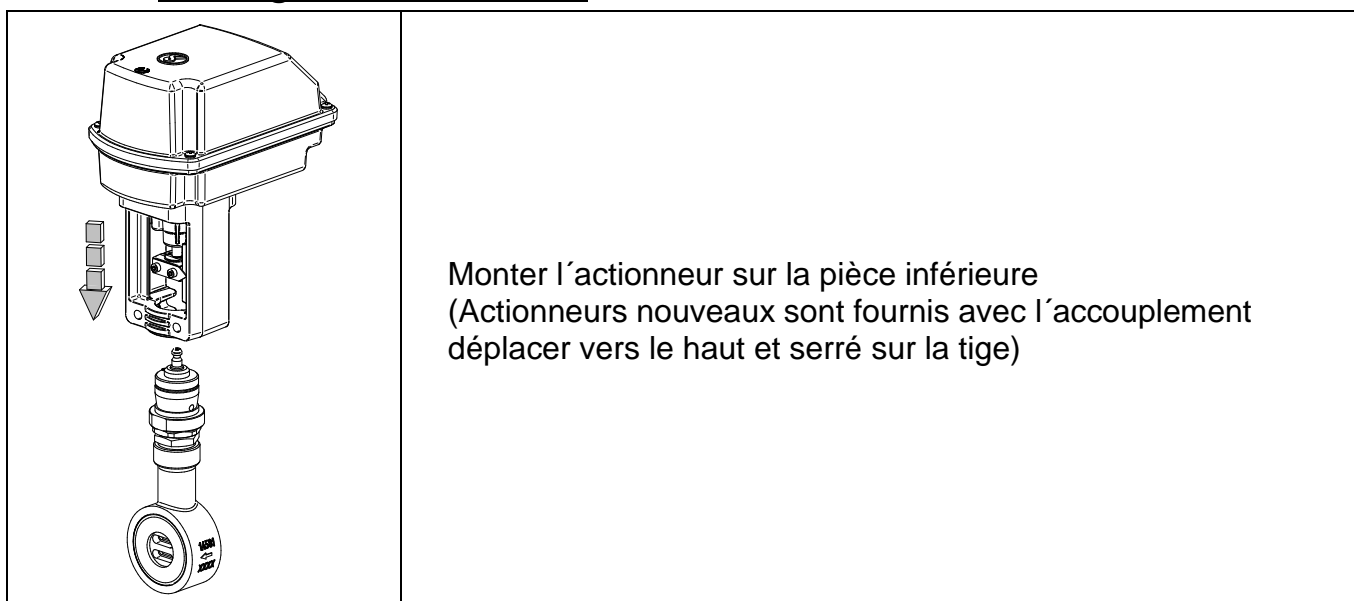 Monter l´actionneur sur la pièce inférieure
(Actionneurs nouveaux sont fournis avec l´accouplement
déplacer vers le haut et serré sur la tige)